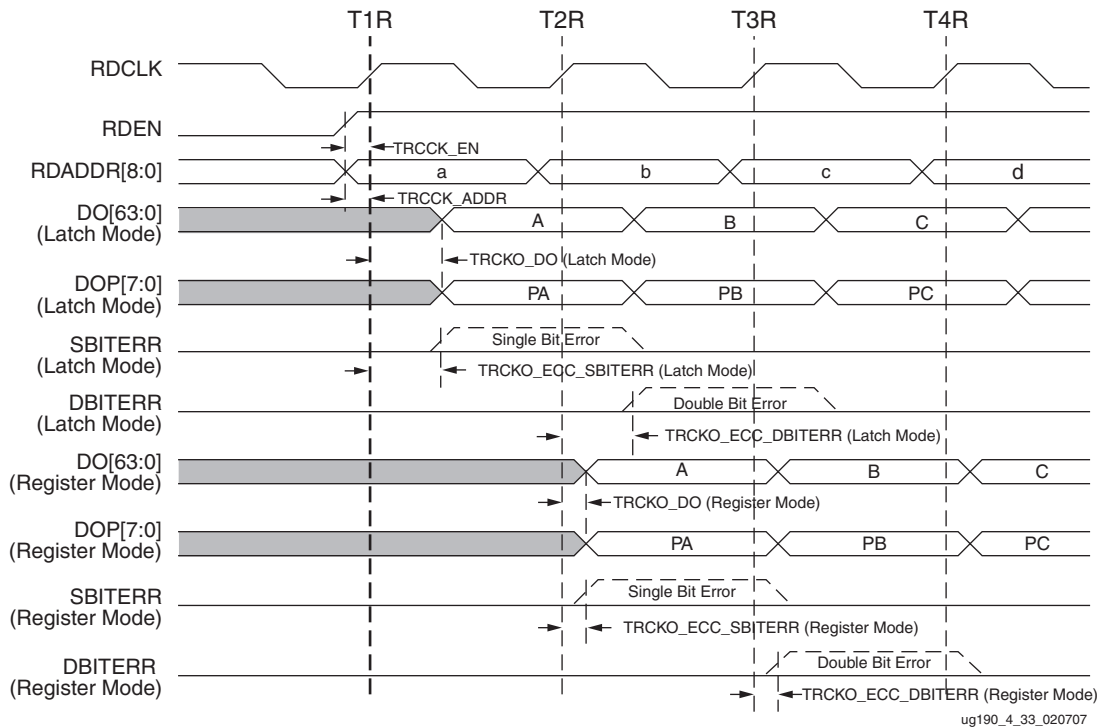 T1R T2R T3R T4R
RDCLK
RDEN
TRCCK_EN
RDADDR[8:0] a b c d
TRCCK_ADDR
DO[63:0]
(Latch Mode) A B C
TRCKO_DO (Latch Mode)
DOP[7:0]
(Latch Mode) PA PB PC
SBITERR
(Latch Mode) Single Bit Error
TRCKO_ECC_SBITERR (Latch Mode)
DBITERR
(Latch Mode) Double Bit Error
TRCKO_ECC_DBITERR (Latch Mode)
DO[63:0]
(Register Mode) A B C
TRCKO_DO (Register Mode)
DOP[7:0]
(Register Mode) PA PB PC
SBITERR
(Register Mode) Single Bit Error
TRCKO_ECC_SBITERR (Register Mode)
DBITERR
(Register Mode) Double Bit Error
TRCKO_ECC_DBITERR (Register Mode)
ug190_4_33_020707